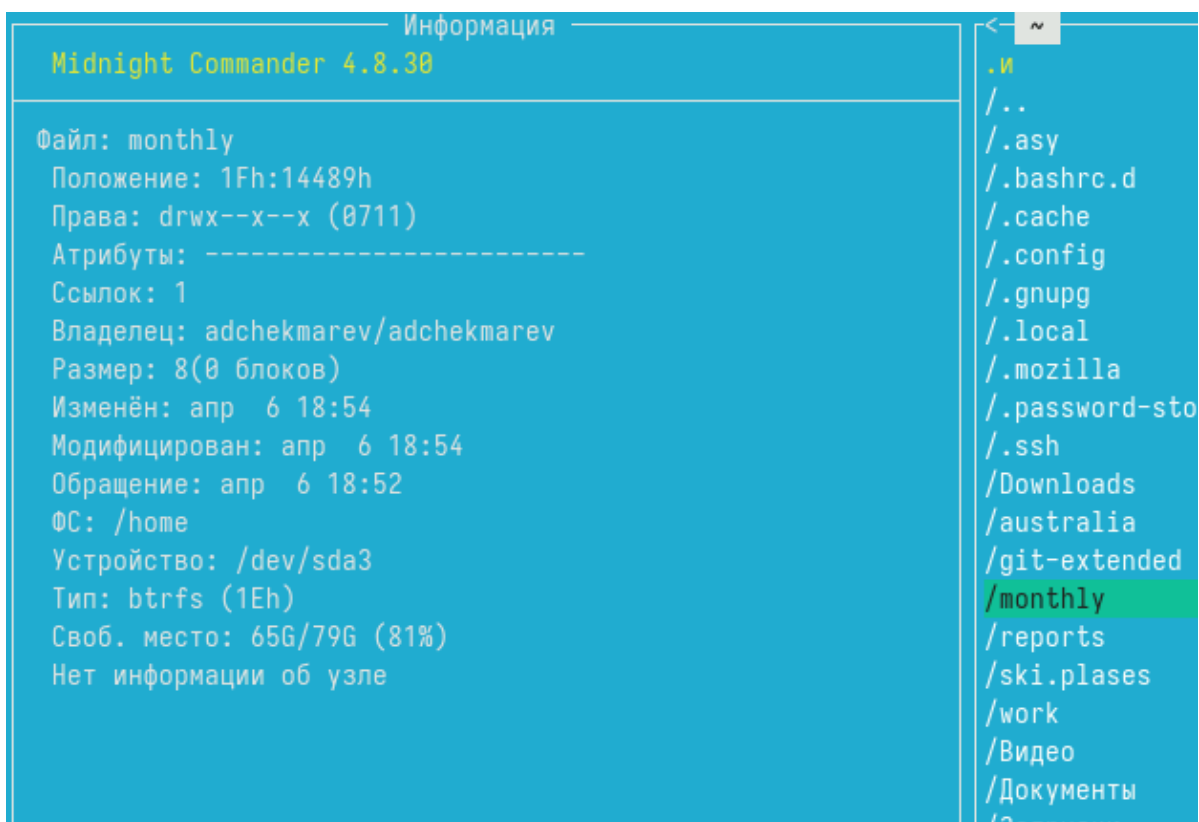 Информация
Midnight Commander 4.8.30
Файл: monthly
Положение: 1Fh:14489h
Права: drwx--x--x (0711)
Атрибуты: -------------------------
Ссылок: 1
Владелец: adchekmarev/adchekmarev
Размер: 8(0 блоков)
Изменён: апр  6 18:54
Модифицирован: апр  6 18:54
Обращение: апр  6 18:52
ФС: /home
Устройство: /dev/sda3
Тип: btrfs (1Eh)
Своб. место: 65G/79G (81%)
Нет информации об узле
<- ~
.и
/..
/.asy
/.bashrc.d
/.cache
/.config
/.gnupg
/.local
/.mozilla
/.password-sto
/.ssh
/Downloads
/australia
/git-extended
/monthly
/reports
/ski.plases
/work
/Видео
/Документы